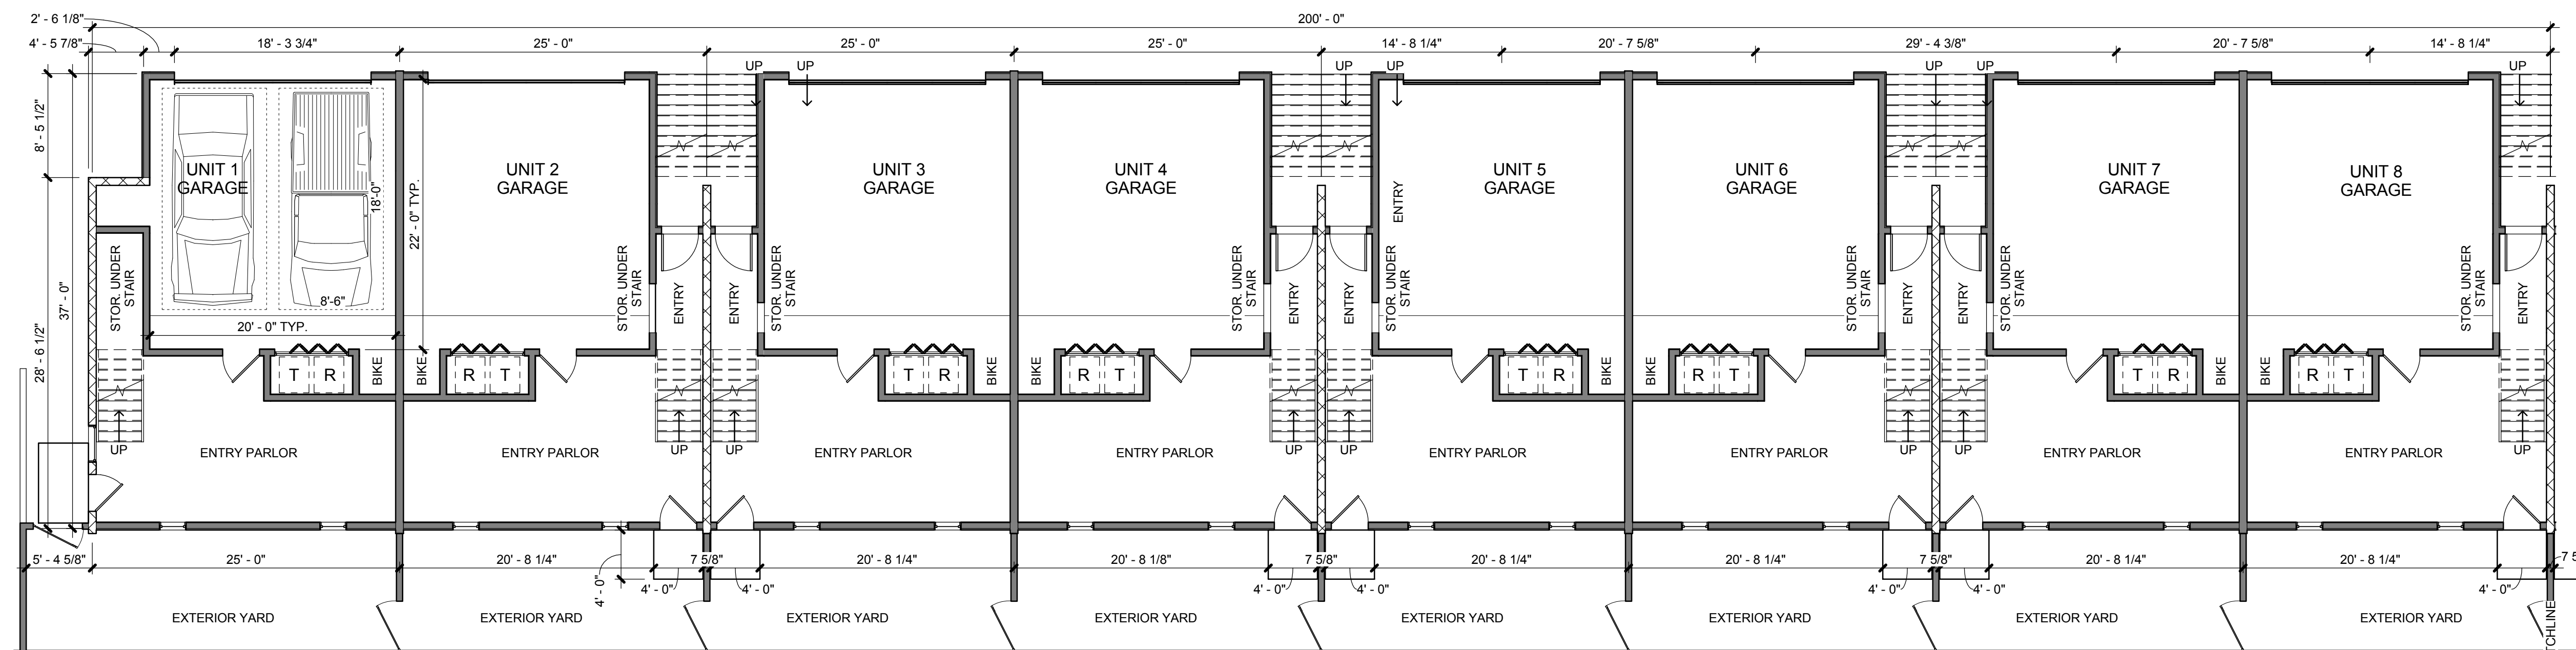 2' - 6 1/8"
200' - 0"
4' - 5 7/8"
18' - 3 3/4"
25' - 0"
25' - 0"
25' - 0"
14' - 8 1/4"
20' - 7 5/8"
29' - 4 3/8"
20' - 7 5/8"
14' - 8 1/4"
UP
UP
UP
UP
UP
UP
UP
8' - 5 1/2"
37' - 0"
28' - 6 1/2"
UNIT 1
GARAGE
18'-0"
8'-6"
20' - 0" TYP.
22' - 0" TYP.
UNIT 2
GARAGE
UNIT 3
GARAGE
UNIT 4
GARAGE
UNIT 5
GARAGE
UNIT 6
GARAGE
UNIT 7
GARAGE
UNIT 8
GARAGE
ENTRY
STOR. UNDER
STAIR
STOR. UNDER
STAIR
ENTRY
ENTRY
STOR. UNDER
STAIR
STOR. UNDER
STAIR
ENTRY
ENTRY
STOR. UNDER
STAIR
STOR. UNDER
STAIR
ENTRY
ENTRY
STOR. UNDER
STAIR
STOR. UNDER
STAIR
ENTRY
T R
BIKE
BIKE
R T
T R
BIKE
BIKE
R T
T R
BIKE
BIKE
R T
T R
BIKE
BIKE
R T
UP
ENTRY PARLOR
ENTRY PARLOR
UP
UP
ENTRY PARLOR
ENTRY PARLOR
UP
UP
ENTRY PARLOR
ENTRY PARLOR
UP
UP
ENTRY PARLOR
ENTRY PARLOR
UP
5' - 4 5/8"
25' - 0"
20' - 8 1/4"
7 5/8"
20' - 8 1/4"
20' - 8 1/8"
7 5/8"
20' - 8 1/4"
20' - 8 1/4"
7 5/8"
20' - 8 1/4"
20' - 8 1/4"
7 5
4' - 0"
4' - 0"
4' - 0"
4' - 0"
4' - 0"
4' - 0"
4' - 0"
4' - 0"
EXTERIOR YARD
EXTERIOR YARD
EXTERIOR YARD
EXTERIOR YARD
EXTERIOR YARD
EXTERIOR YARD
EXTERIOR YARD
CHLINE